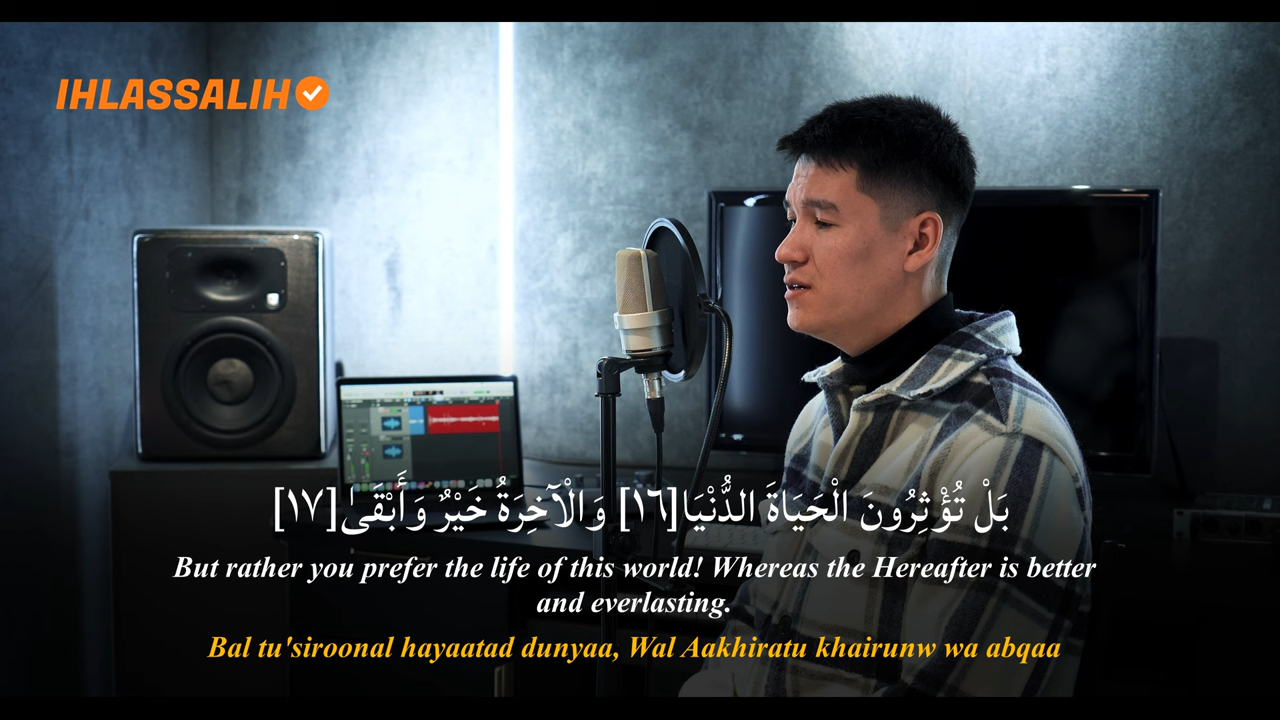 IHLASSALIH
بَلْ تُؤْثِرُونَ الْحَيَاةَ الدُّنْيَا[١٦] وَالْآخِرَةُ خَيْرٌ وَأَبْقَىٰ[١٧]
But rather you prefer the life of this world! Whereas the Hereafter is better
and everlasting.
Bal tu'siroonal hayaatad dunyaa, Wal Aakhiratu khairunw wa abqaa